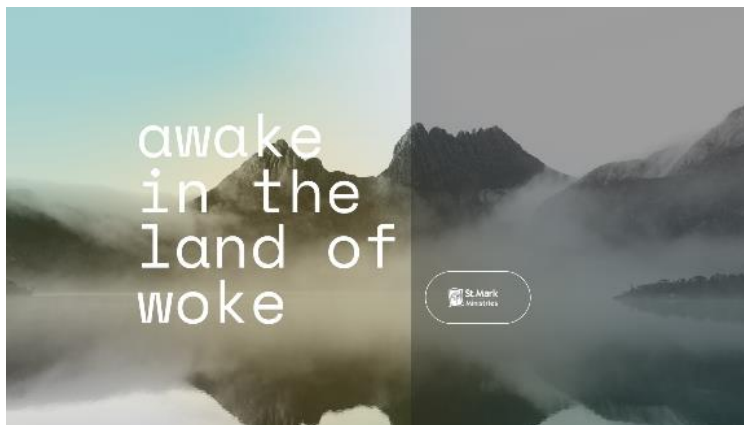 awake
in the
land of
woke
St.Mark
Ministries